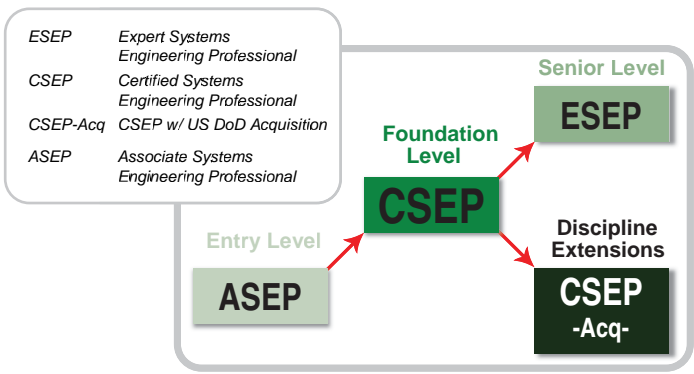 ESEP Expert Systems
Engineering Professional
CSEP Certified Systems
Engineering Professional
CSEP-Acq CSEP w/ US DoD Acquisition
ASEP Associate Systems
Engineering Professional
Senior Level
ESEP
Foundation
Level
CSEP
Entry Level
ASEP
Discipline
Extensions
CSEP
-Acq-